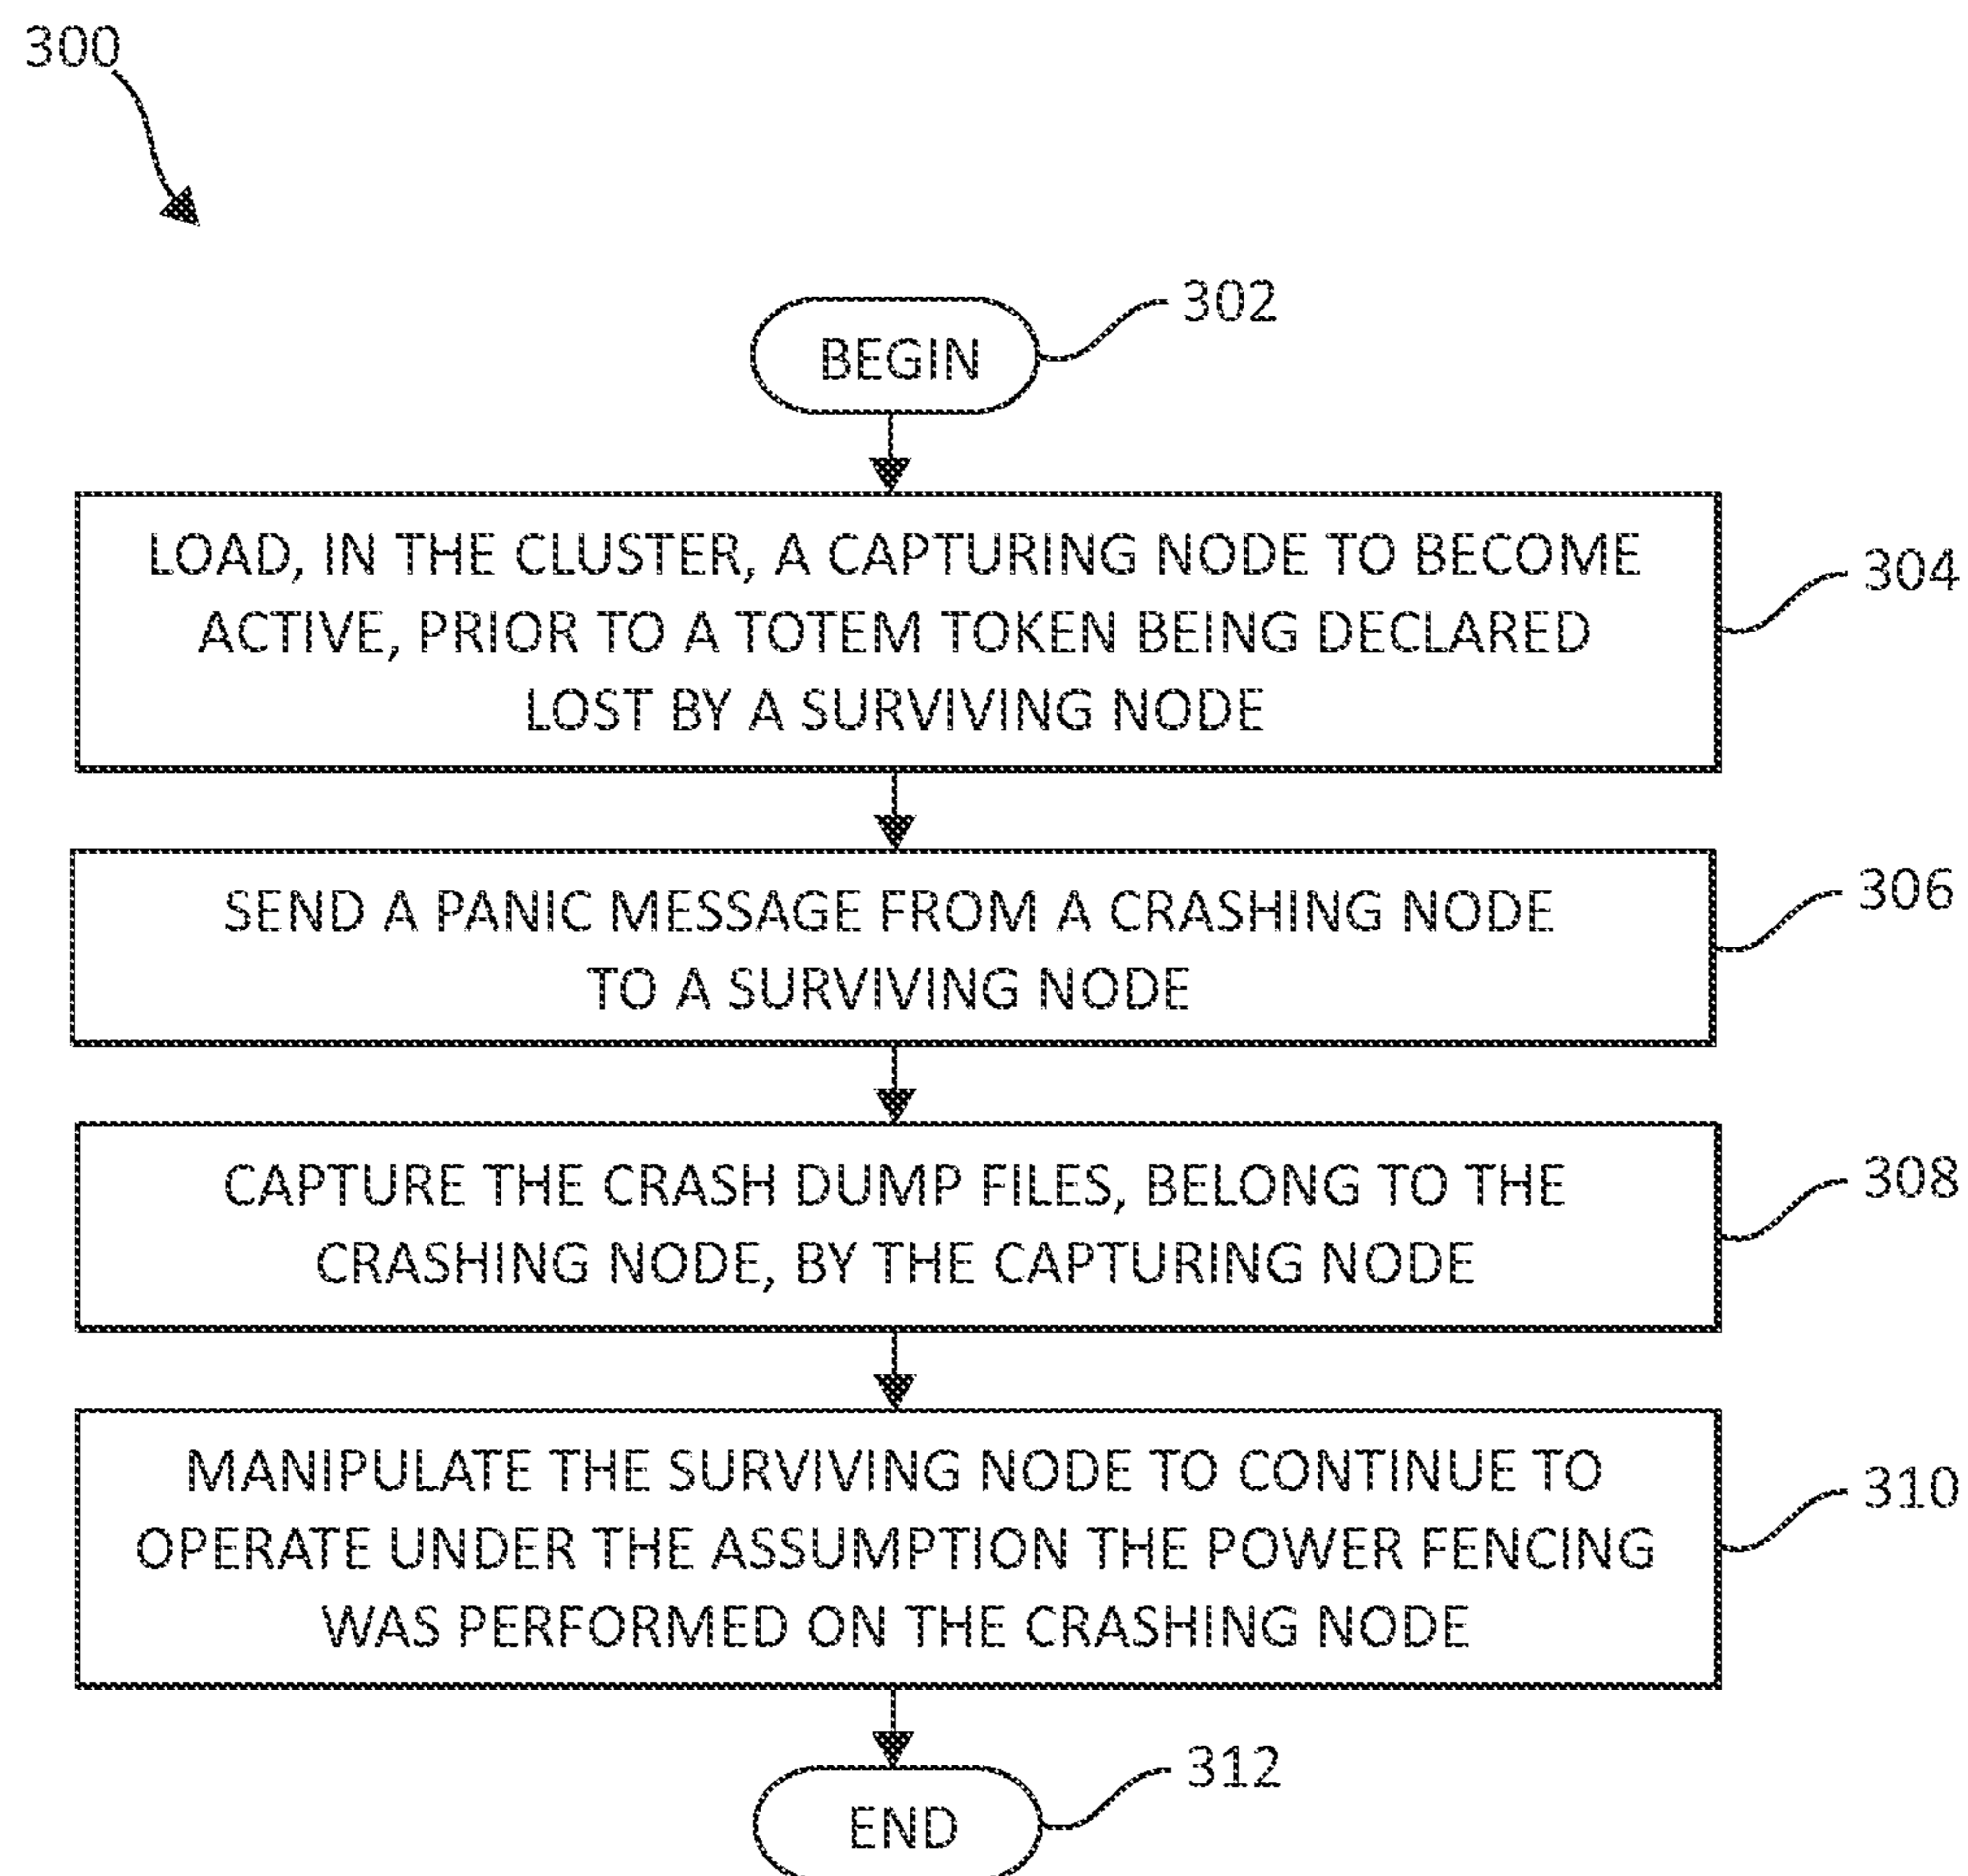 300
302
BEGIN
LOAD, IN THE CLUSTER, A CAPTURING NODE TO BECOME
ACTIVE, PRIOR TO A TOTEM TOKEN BEING DECLARED
LOST BY A SURVIVING NODE
304
SEND A PANIC MESSAGE FROM A CRASHING NODE
TO A SURVIVING NODE
306
CAPTURE THE CRASH DUMP FILES, BELONG TO THE
CRASHING NODE, BY THE CAPTURING NODE
308
MANIPULATE THE SURVIVING NODE TO CONTINUE TO
OPERATE UNDER THE ASSUMPTION THE POWER FENCING
WAS PERFORMED ON THE CRASHING NODE
310
312
END